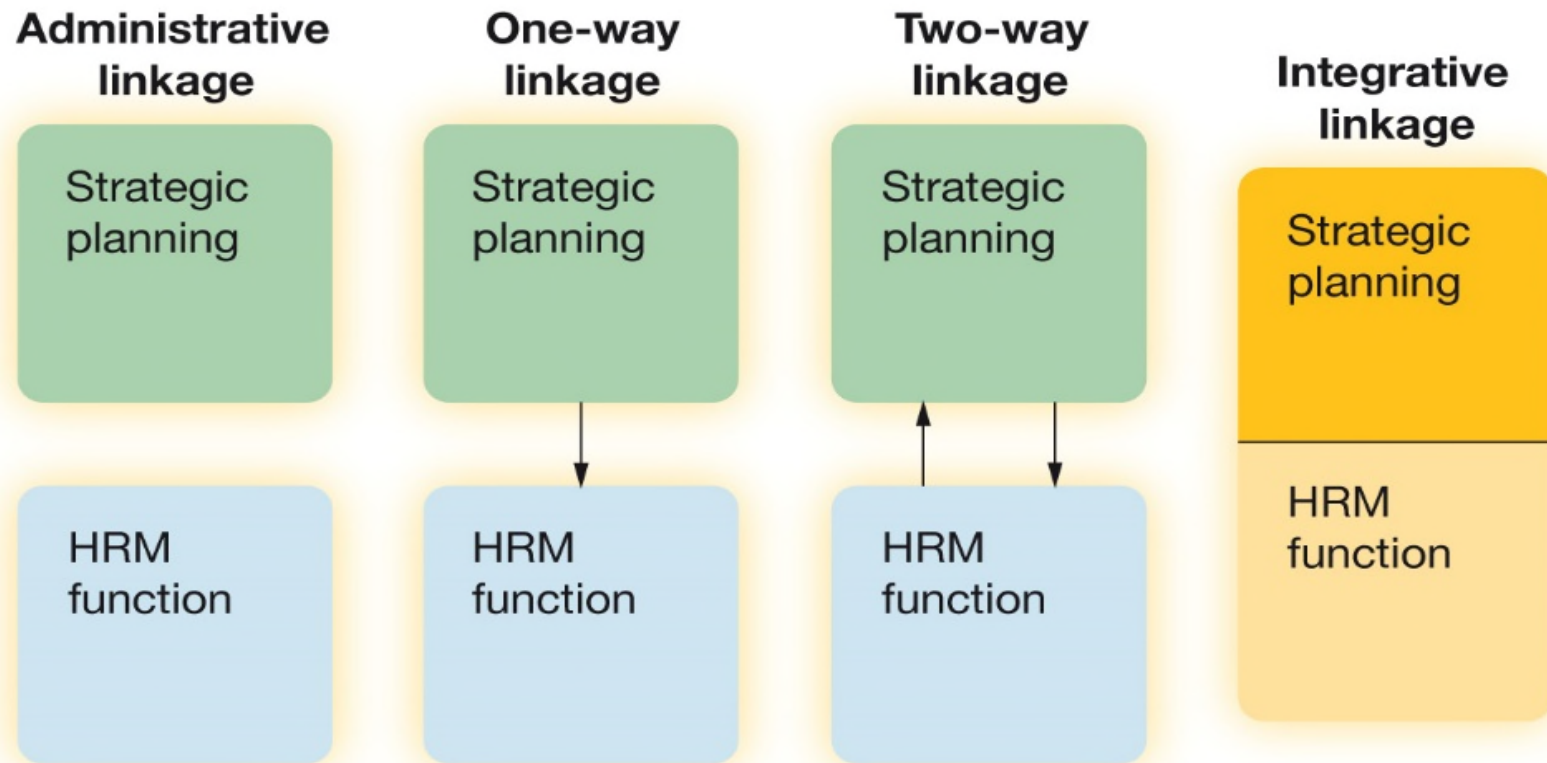 Administrative
linkage
Strategic
planning
HRM
function
One-way
linkage
Strategic
planning
HRM
function
Two-way
linkage
Strategic
planning
HRM
function
Integrative
linkage
Strategic
planning
HRM
function